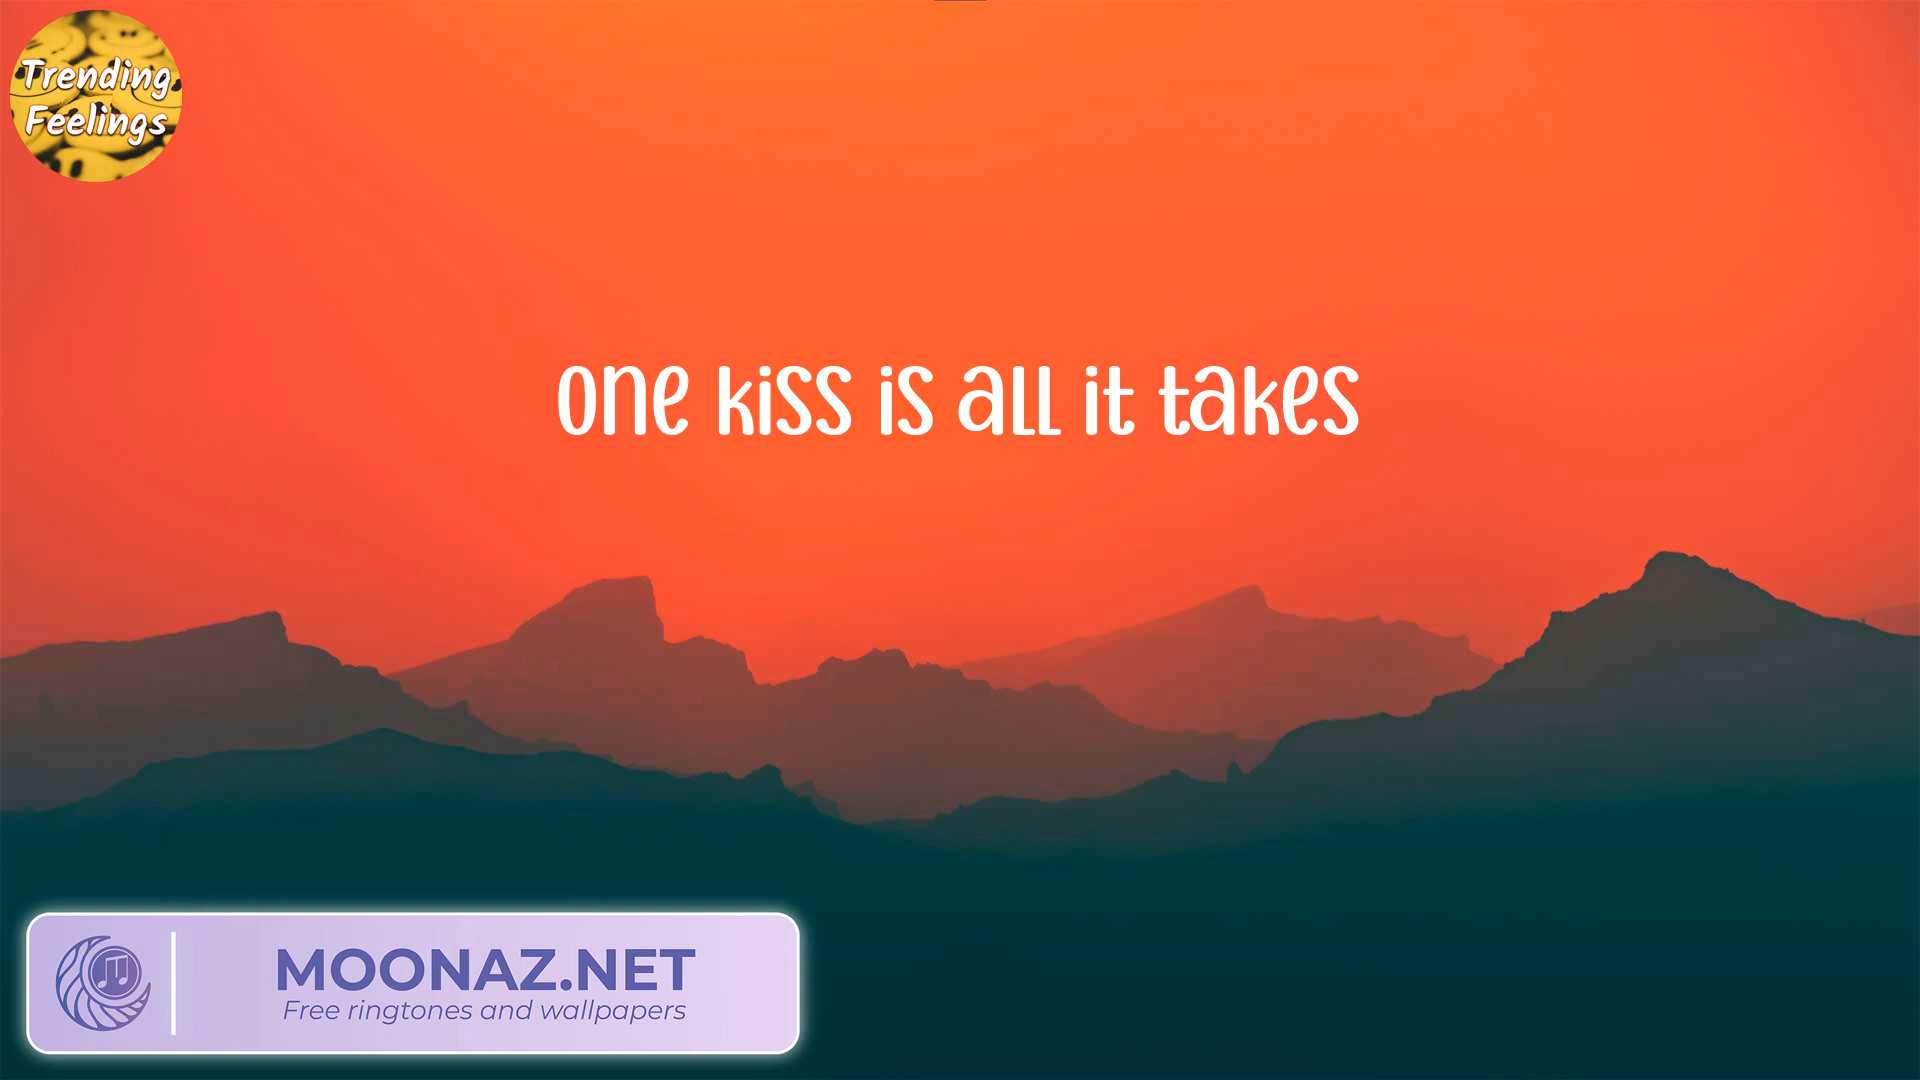 Trending
Feelings
one kiss is all it takes
MOONAZ.NET
Free ringtones and wallpapers